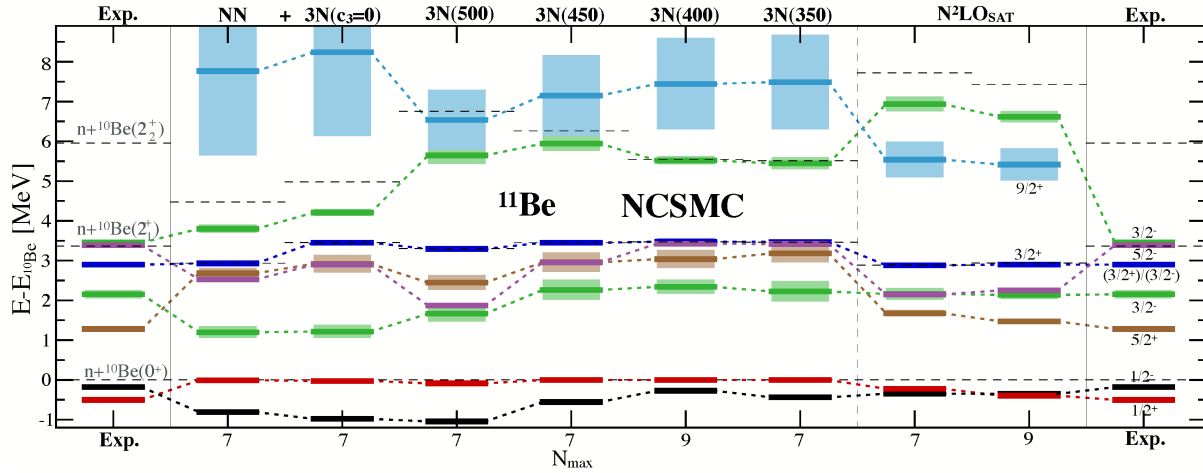 Exp. NN + 3N(c₃=0) 3N(500) 3N(450) 3N(400) 3N(350) N²LO_SAT Exp.
8
7
n+¹⁰Be(2₂⁺)
6
5
¹¹Be NCSMC
9/2⁺
4
n+¹⁰Be(2₁⁺)
3/2⁻
3/2⁺
5/2⁻
3
(3/2⁺)/(3/2⁻)
2
3/2⁻
5/2⁺
1
n+¹⁰Be(0⁺)
1/2⁻
0
1/2⁺
-1
E-E₁₀Be [MeV]
Exp. 7 7 7 7 9 7 7 9 Exp.
N_max